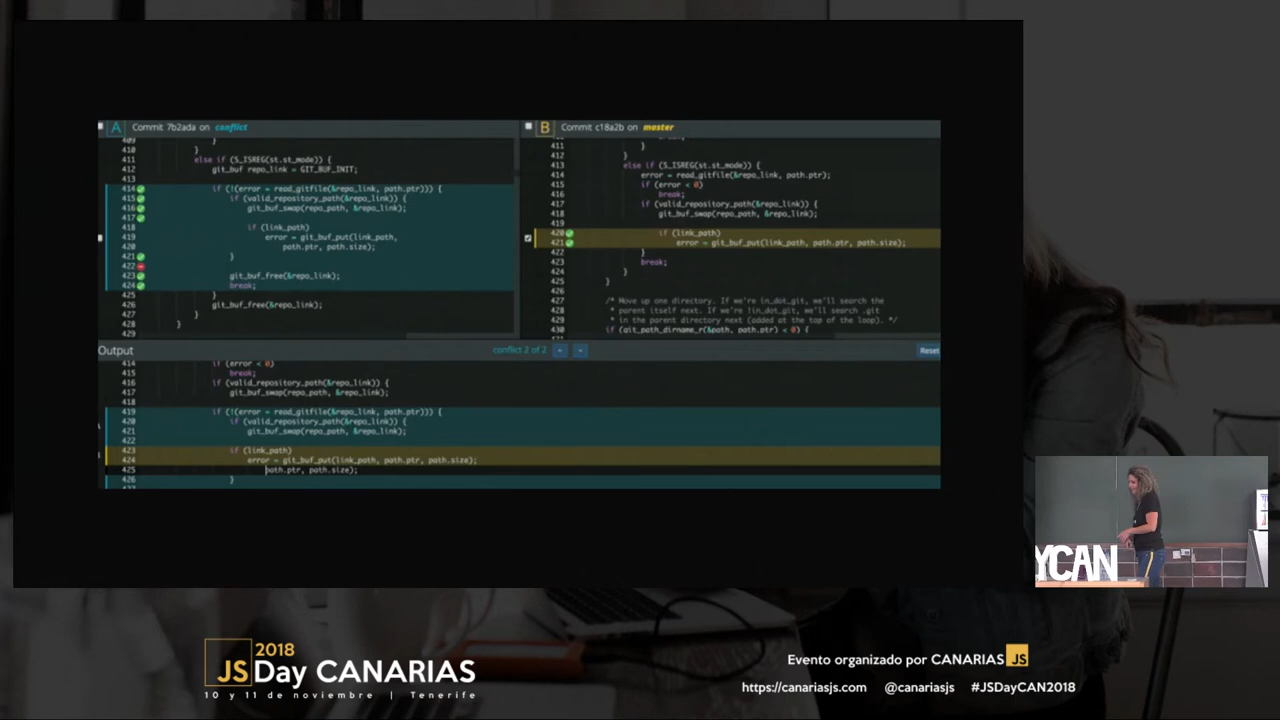 A Commit 7b2ada on conflict
409 }
410 }
411 else if (S_ISREG(st.st_mode)) {
412 git_buf repo_link = GIT_BUF_INIT;
413
414 if (!(error = read_gitfile(&repo_link, path.ptr))) {
415 if (valid_repository_path(&repo_link)) {
416 git_buf_swap(repo_path, &repo_link);
417
418 if (link_path)
419 error = git_buf_put(link_path,
420 path.ptr, path.size);
421 }
422
423 git_buf_free(&repo_link);
424 break;
425 }
426 git_buf_free(&repo_link);
427 }
428 }
429
B Commit c18a2b on master
411 }
412 }
413 else if (S_ISREG(st.st_mode)) {
414 error = read_gitfile(&repo_link, path.ptr);
415 if (error < 0)
416 break;
417 if (valid_repository_path(&repo_link)) {
418 git_buf_swap(repo_path, &repo_link);
419
420 if (link_path)
421 error = git_buf_put(link_path, path.ptr, path.size);
422 }
423 break;
424 }
425 }
426
427 /* Move up one directory. If we're in_dot_git, we'll search the
428 * parent itself next. If we're !in_dot_git, we'll search .git
429 * in the parent directory next (added at the top of the loop). */
430 if (git_path_dirname_r(&path, path.ptr) < 0) {
Output
conflict 2 of 2
Reset
414 if (error < 0)
415 break;
416 if (valid_repository_path(&repo_link)) {
417 git_buf_swap(repo_path, &repo_link);
418
419 if (!(error = read_gitfile(&repo_link, path.ptr))) {
420 if (valid_repository_path(&repo_link)) {
421 git_buf_swap(repo_path, &repo_link);
422
423 if (link_path)
424 error = git_buf_put(link_path, path.ptr, path.size);
425 path.ptr, path.size);
426 }
YCAN
2018
JSDay CANARIAS
10 y 11 de noviembre | Tenerife
Evento organizado por CANARIAS JS
https://canariasjs.com @canariasjs #JSDayCAN2018